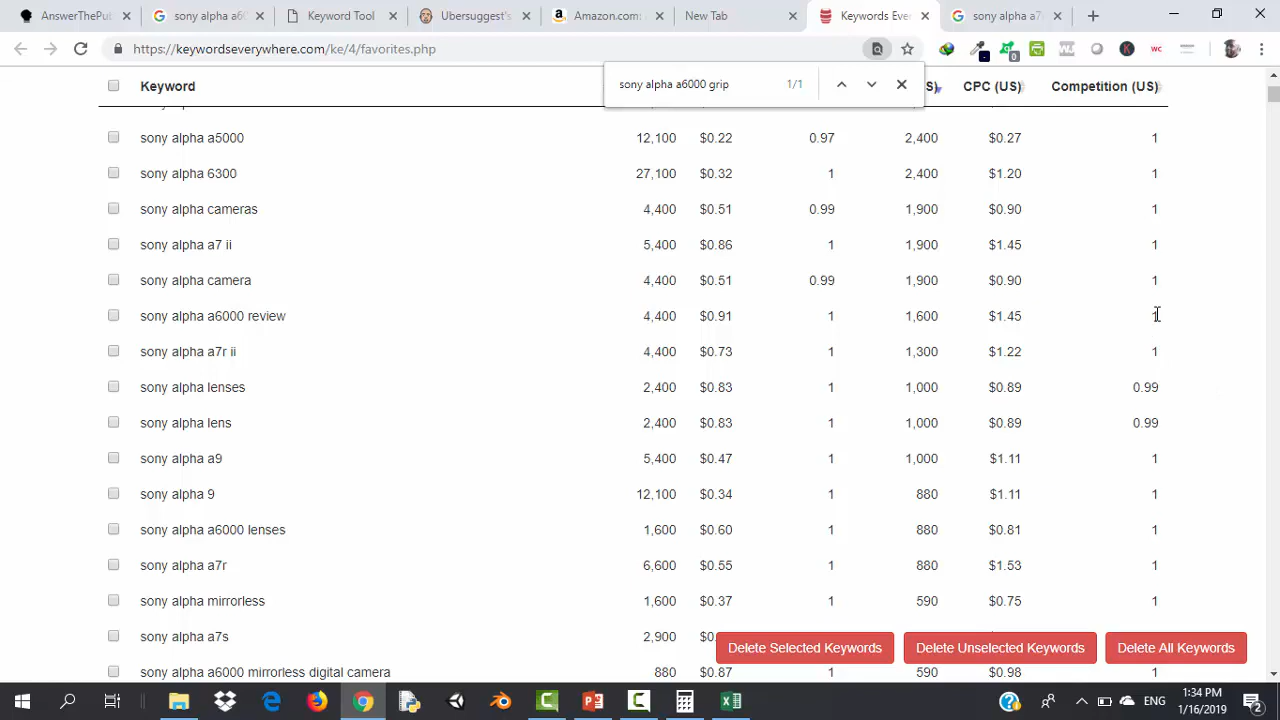 AnswerThePu
sony alpha a6(
Keyword Tool
Ubersuggest's
Amazon.com:
New Tab
Keywords Ever
sony alpha a7
https://keywordseverywhere.com/ke/4/favorites.php
sony alpha a6000 grip 1/1
Keyword S) CPC (US) Competition (US)
sony alpha a5000 12,100 $0.22 0.97 2,400 $0.27 1
sony alpha 6300 27,100 $0.32 1 2,400 $1.20 1
sony alpha cameras 4,400 $0.51 0.99 1,900 $0.90 1
sony alpha a7 ii 5,400 $0.86 1 1,900 $1.45 1
sony alpha camera 4,400 $0.51 0.99 1,900 $0.90 1
sony alpha a6000 review 4,400 $0.91 1 1,600 $1.45 1
sony alpha a7r ii 4,400 $0.73 1 1,300 $1.22 1
sony alpha lenses 2,400 $0.83 1 1,000 $0.89 0.99
sony alpha lens 2,400 $0.83 1 1,000 $0.89 0.99
sony alpha a9 5,400 $0.47 1 1,000 $1.11 1
sony alpha 9 12,100 $0.34 1 880 $1.11 1
sony alpha a6000 lenses 1,600 $0.60 1 880 $0.81 1
sony alpha a7r 6,600 $0.55 1 880 $1.53 1
sony alpha mirrorless 1,600 $0.37 1 590 $0.75 1
sony alpha a7s 2,900 $0.
Delete Selected Keywords Delete Unselected Keywords Delete All Keywords
sony alpha a6000 mirrorless digital camera 880 $0.87 1 590 $0.98 1
ENG
1:34 PM
1/16/2019
2